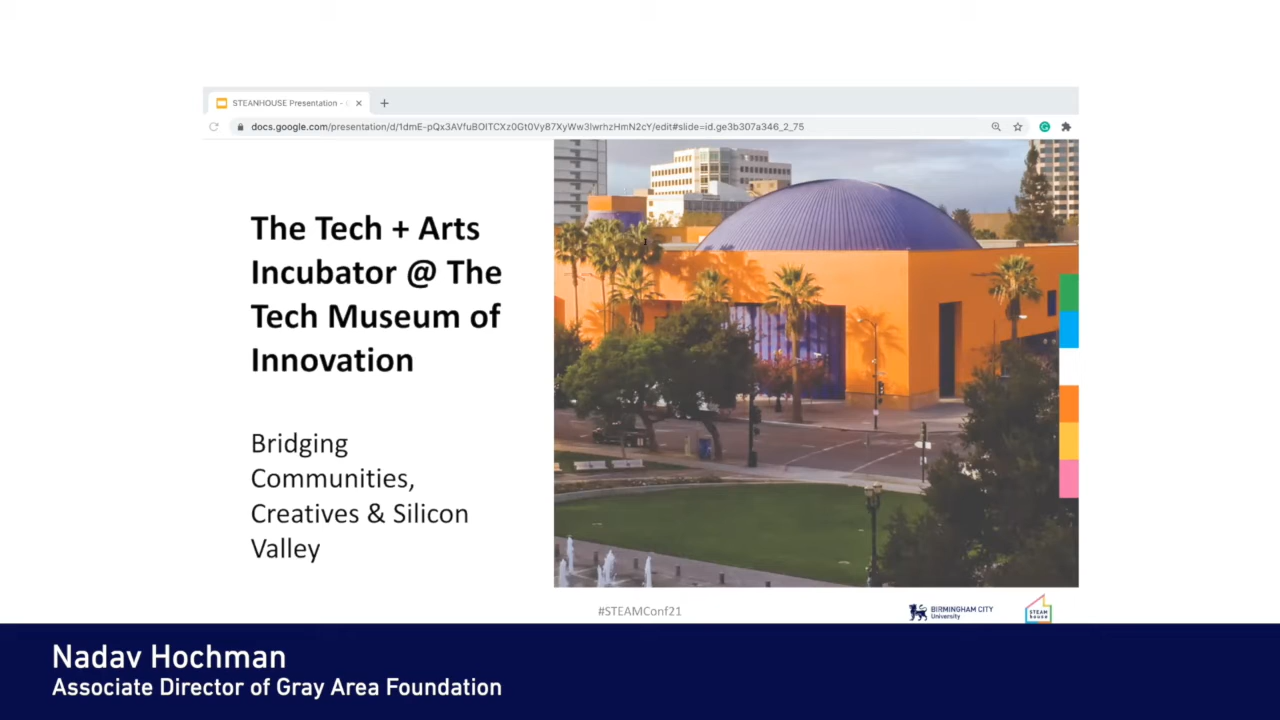 STEANHOUSE Presentation -
docs.google.com/presentation/d/1dmE-pQx3AVfuBOlTCXz0Gt0Vy87XyWw3lwrhzHmN2cY/edit#slide=id.ge3b307a346_2_75
The Tech + Arts
Incubator @ The
Tech Museum of
Innovation
Bridging
Communities,
Creatives & Silicon
Valley
#STEAMConf21
BIRMINGHAM CITY
University
STEAM
house
Nadav Hochman
Associate Director of Gray Area Foundation